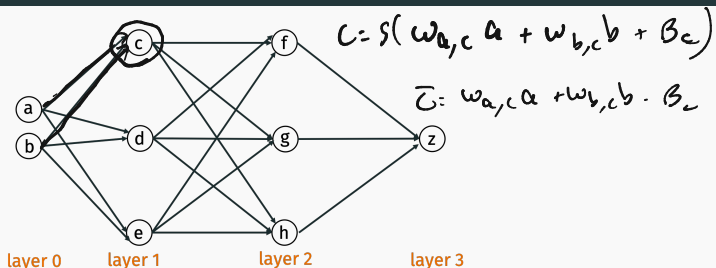 c = S(w_{a,c} a + w_{b,c} b + B_c)
c̄ = w_{a,c} a + w_{b,c} b · B_c
c f
a d g z
b
e h
layer 0 layer 1 layer 2 layer 3